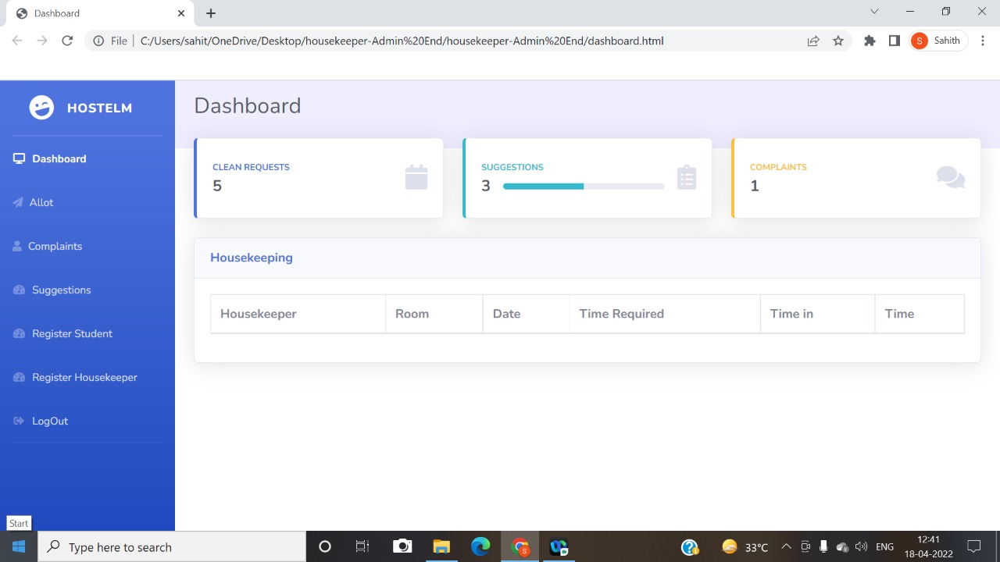 Dashboard
File
C:/Users/sahit/OneDrive/Desktop/housekeeper-Admin%20End/housekeeper-Admin%20End/dashboard.html
S Sahith
HOSTELM
Dashboard
Allot
Complaints
Suggestions
Register Student
Register Housekeeper
LogOut
Dashboard
CLEAN REQUESTS
5
SUGGESTIONS
3
COMPLAINTS
1
Housekeeping
Housekeeper Room Date Time Required Time in Time
Start
Type here to search
33°C
ENG
12:41
18-04-2022